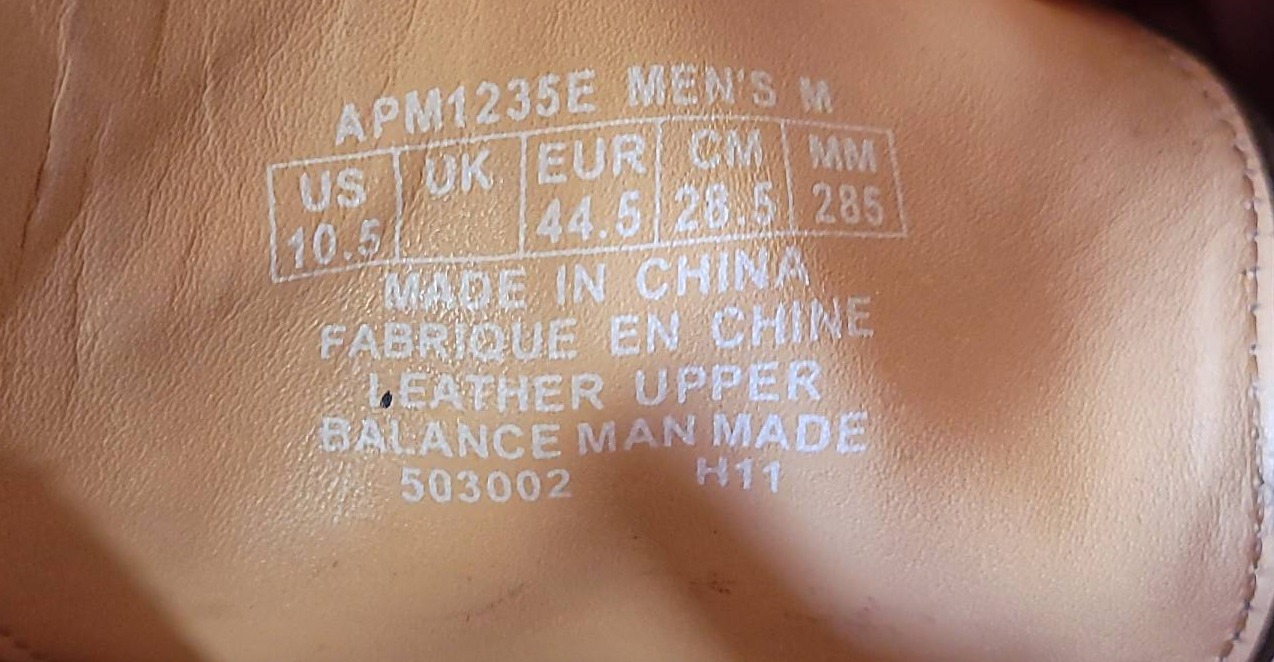 APM1235E MEN'S M
US UK EUR CM MM
10.5 44.5 28.5 285
MADE IN CHINA
FABRIQUE EN CHINE
LEATHER UPPER
BALANCE MAN MADE
503002 H11